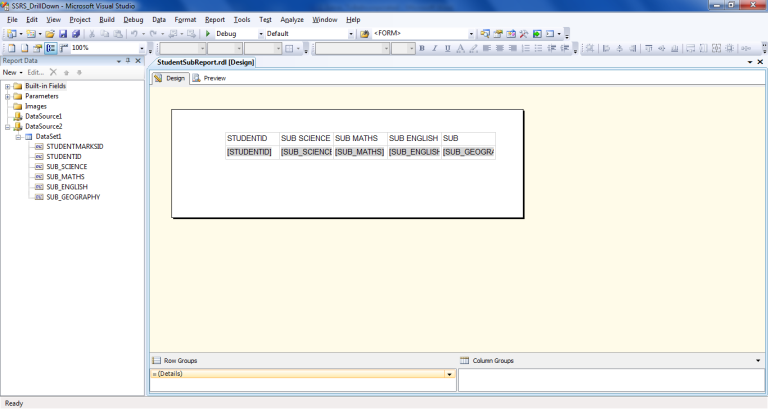 SSRS_DrillDown - Microsoft Visual Studio
File Edit View Project Build Debug Data Format Report Tools Test Analyze Window Help
Debug Default <FORM>
100% B I U A
Report Data
StudentSubReport.rdl [Design]
New Edit...
Design Preview
Built-in Fields
Parameters
Images
DataSource1
DataSource2
DataSet1
STUDENTMARKSID
STUDENTID
SUB_SCIENCE
SUB_MATHS
SUB_ENGLISH
SUB_GEOGRAPHY
STUDENTID SUB SCIENCE SUB MATHS SUB ENGLISH SUB
[STUDENTID] [SUB_SCIENCE [SUB_MATHS] [SUB_ENGLISH [SUB_GEOGRA
Row Groups Column Groups
(Details)
Ready